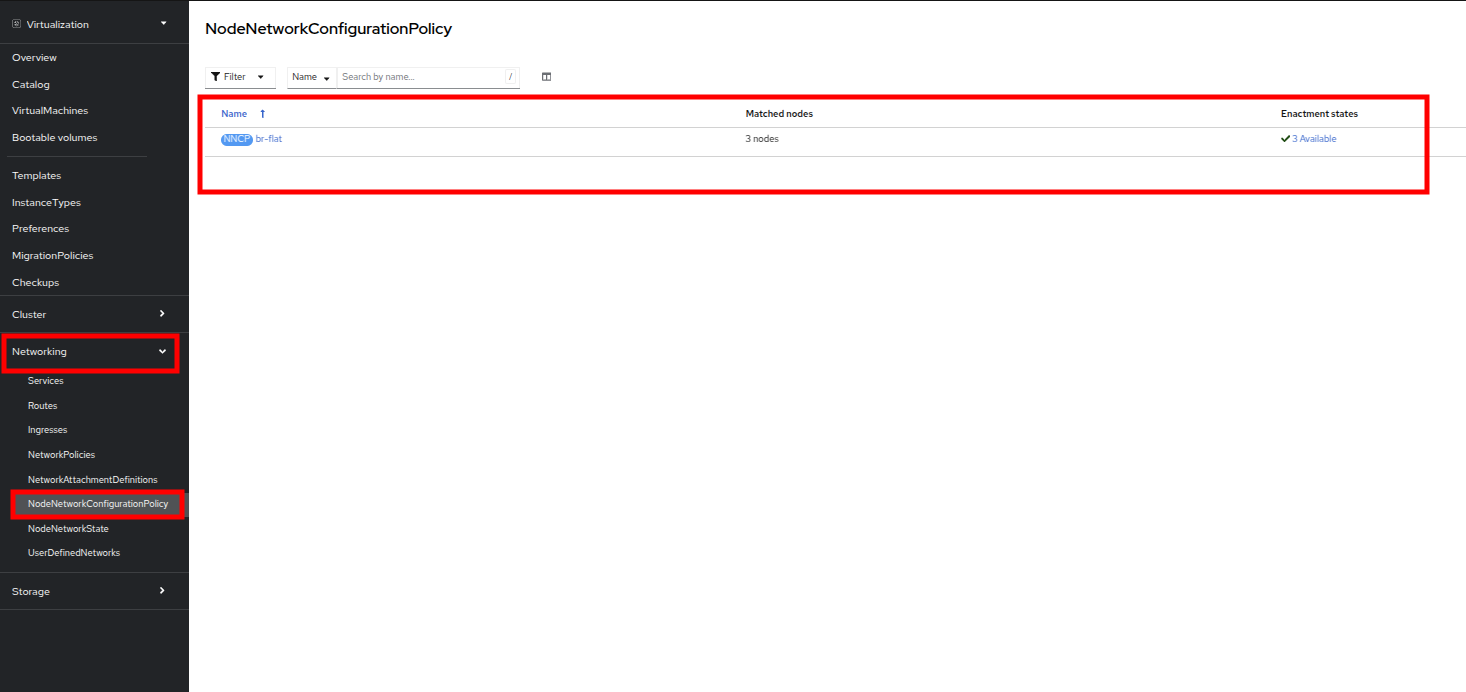 Virtualization
Overview
Catalog
VirtualMachines
Bootable volumes
Templates
InstanceTypes
Preferences
MigrationPolicies
Checkups
Cluster
Networking
Services
Routes
Ingresses
NetworkPolicies
NetworkAttachmentDefinitions
NodeNetworkConfigurationPolicy
NodeNetworkState
UserDefinedNetworks
Storage
NodeNetworkConfigurationPolicy
Filter Name Search by name... /
Name ↑ Matched nodes Enactment states
NNCP br-flat 3 nodes 3 Available